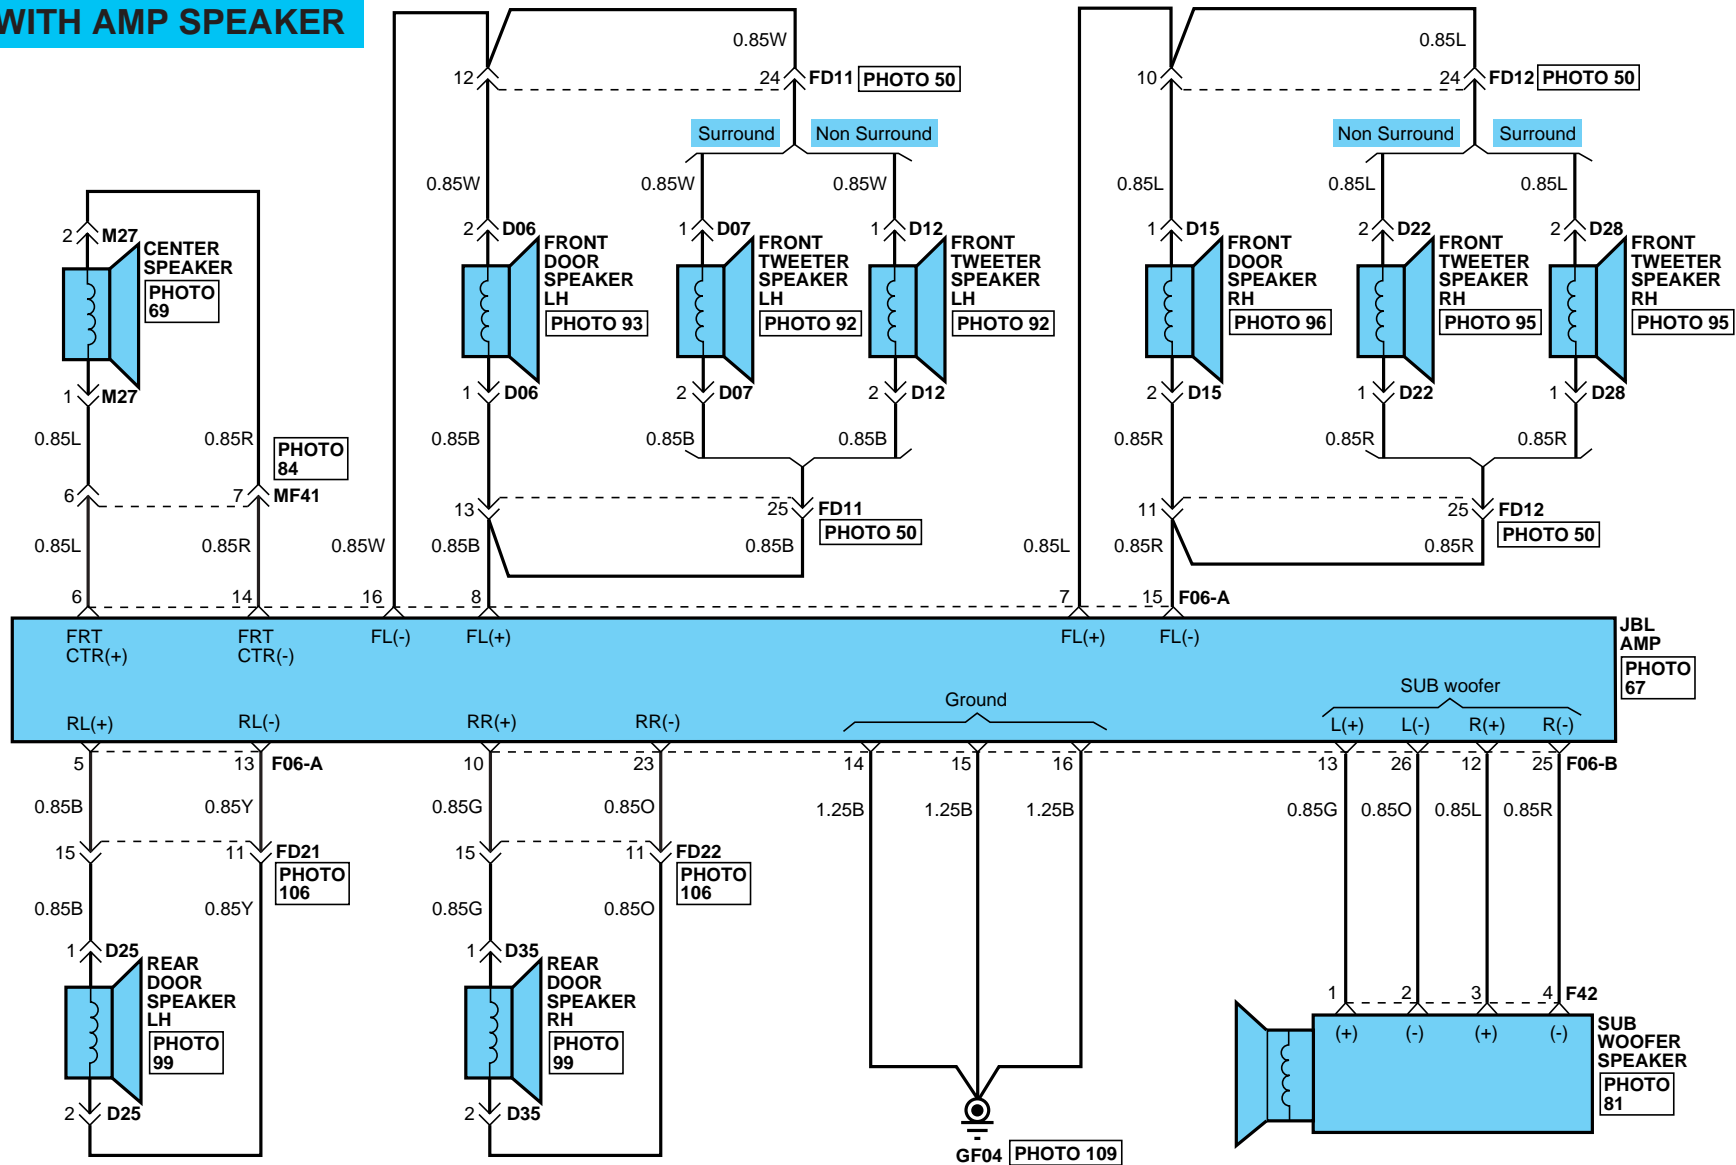 WITH AMP SPEAKER
0.85W
0.85L
12
24
FD11
PHOTO 50
10
24
FD12
PHOTO 50
Surround
Non Surround
Non Surround
Surround
0.85W
0.85W
0.85W
0.85L
0.85L
0.85L
2
M27
CENTER
SPEAKER
PHOTO
69
2
D06
FRONT
DOOR
SPEAKER
LH
PHOTO 93
1
D07
FRONT
TWEETER
SPEAKER
LH
PHOTO 92
1
D12
FRONT
TWEETER
SPEAKER
LH
PHOTO 92
1
D15
FRONT
DOOR
SPEAKER
RH
PHOTO 96
2
D22
FRONT
TWEETER
SPEAKER
RH
PHOTO 95
2
D28
FRONT
TWEETER
SPEAKER
RH
PHOTO 95
1
M27
1
D06
2
D07
2
D12
2
D15
1
D22
1
D28
0.85L
0.85R
PHOTO
84
0.85B
0.85B
0.85B
0.85R
0.85R
0.85R
6
7
MF41
13
25
FD11
PHOTO 50
11
25
FD12
PHOTO 50
0.85L
0.85R
0.85W
0.85B
0.85B
0.85L
0.85R
0.85R
6
14
16
8
7
15
F06-A
FRT
CTR(+)
FRT
CTR(-)
FL(-)
FL(+)
FL(+)
FL(-)
JBL
AMP
PHOTO
67
Ground
SUB woofer
RL(+)
RL(-)
RR(+)
RR(-)
L(+)
L(-)
R(+)
R(-)
5
13
F06-A
10
23
14
15
16
13
26
12
25
F06-B
0.85B
0.85Y
0.85G
0.85O
1.25B
1.25B
1.25B
0.85G
0.85O
0.85L
0.85R
15
11
FD21
PHOTO
106
15
11
FD22
PHOTO
106
0.85B
0.85Y
0.85G
0.85O
1
D25
REAR
DOOR
SPEAKER
LH
PHOTO
99
1
D35
REAR
DOOR
SPEAKER
RH
PHOTO
99
1
2
3
4
F42
(+)
(-)
(+)
(-)
SUB
WOOFER
SPEAKER
PHOTO
81
2
D25
2
D35
GF04
PHOTO 109